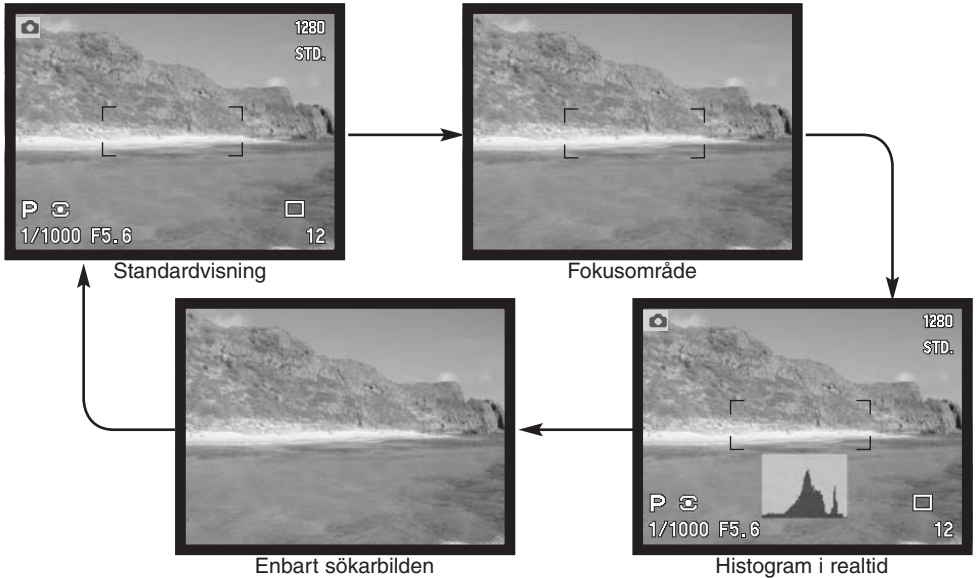 1280
STD.
P
1/1000 F5.6 12
Standardvisning
Fokusområde
1280
STD.
P
1/1000 F5.6 12
Enbart sökarbilden
Histogram i realtid